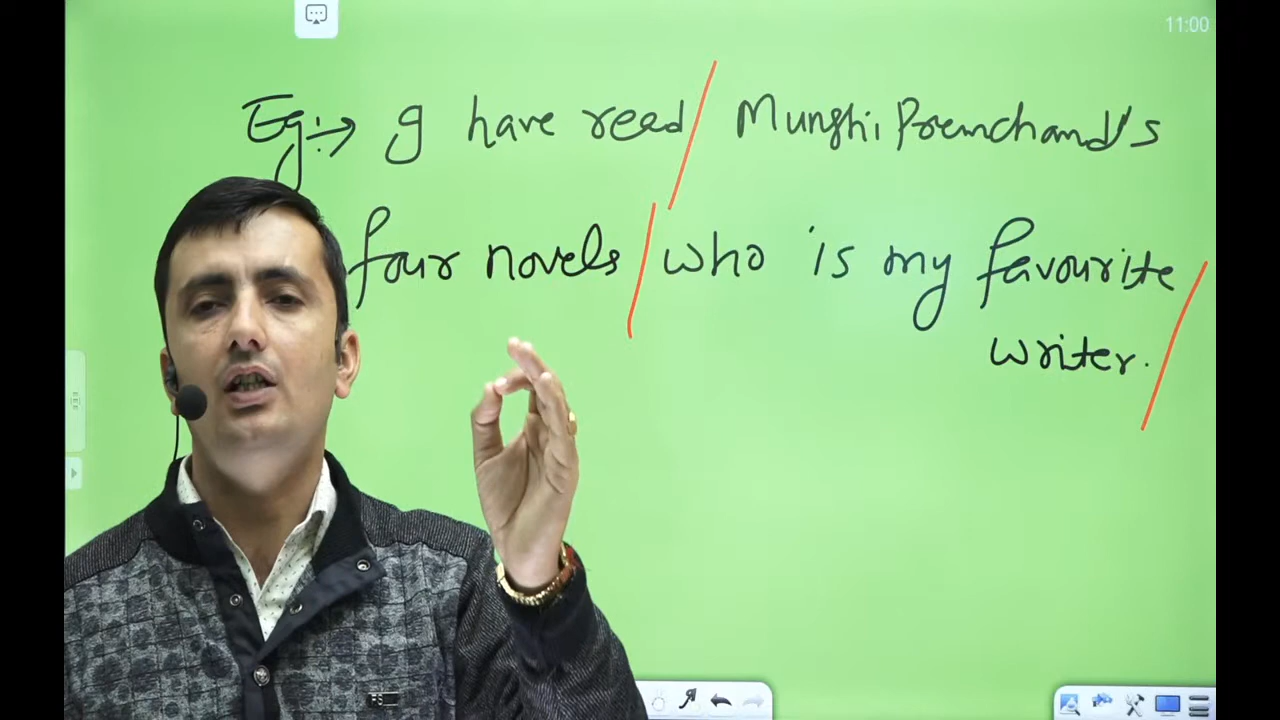 11:00
Eg:→ I have read/ Munshi Premchand's
four novels/ who is my favourite/
writer.